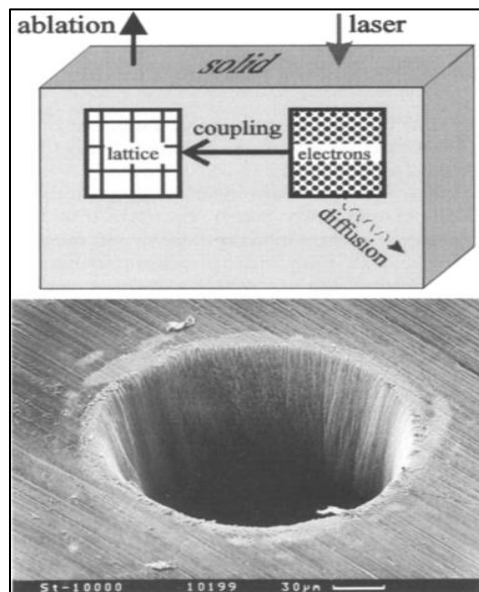 ablation laser
solid
coupling
lattice electrons
diffusion
St-10000 10199 30µm